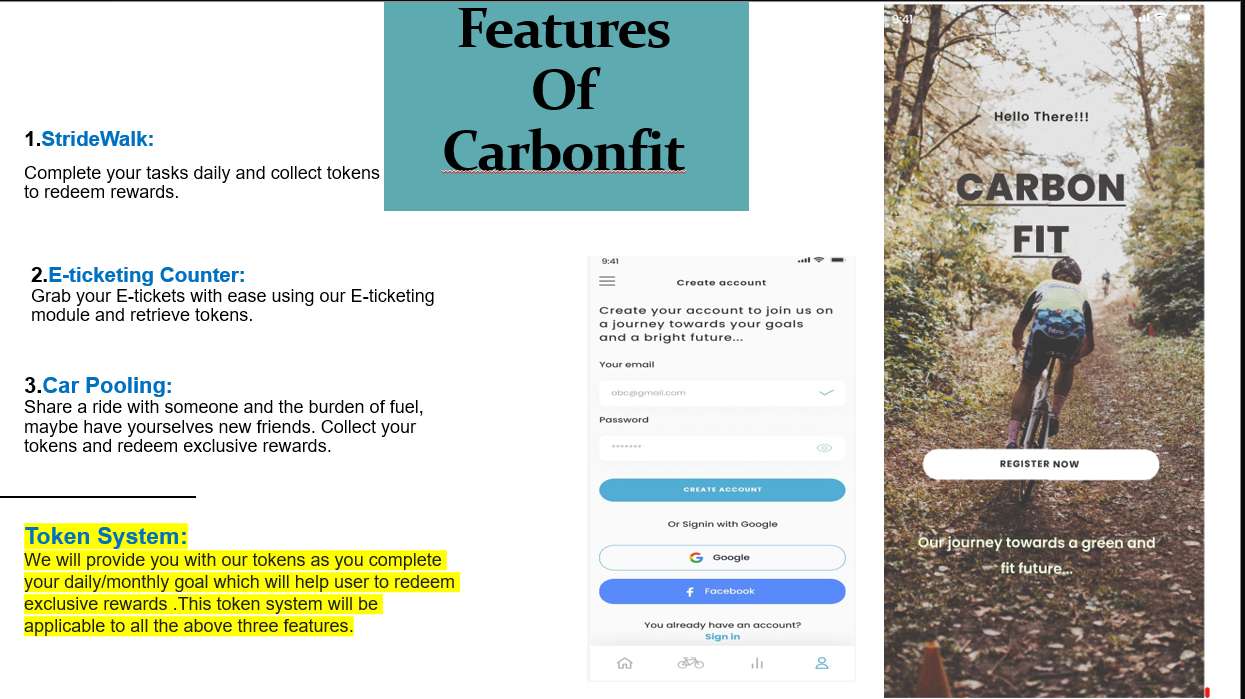 Features
Of
Carbonfit
1.StrideWalk:
Complete your tasks daily and collect tokens
to redeem rewards.
2.E-ticketing Counter:
Grab your E-tickets with ease using our E-ticketing
module and retrieve tokens.
3.Car Pooling:
Share a ride with someone and the burden of fuel,
maybe have yourselves new friends. Collect your
tokens and redeem exclusive rewards.
Token System:
We will provide you with our tokens as you complete
your daily/monthly goal which will help user to redeem
exclusive rewards .This token system will be
applicable to all the above three features.
9:41
Create account
Create your account to join us on
a journey towards your goals
and a bright future...
Your email
abc@gmail.com
Password
*******
CREATE ACCOUNT
Or Signin with Google
Google
Facebook
You already have an account?
Sign in
9:41
Hello There!!!
CARBON
FIT
fabric
REGISTER NOW
Our journey towards a green and
fit future...